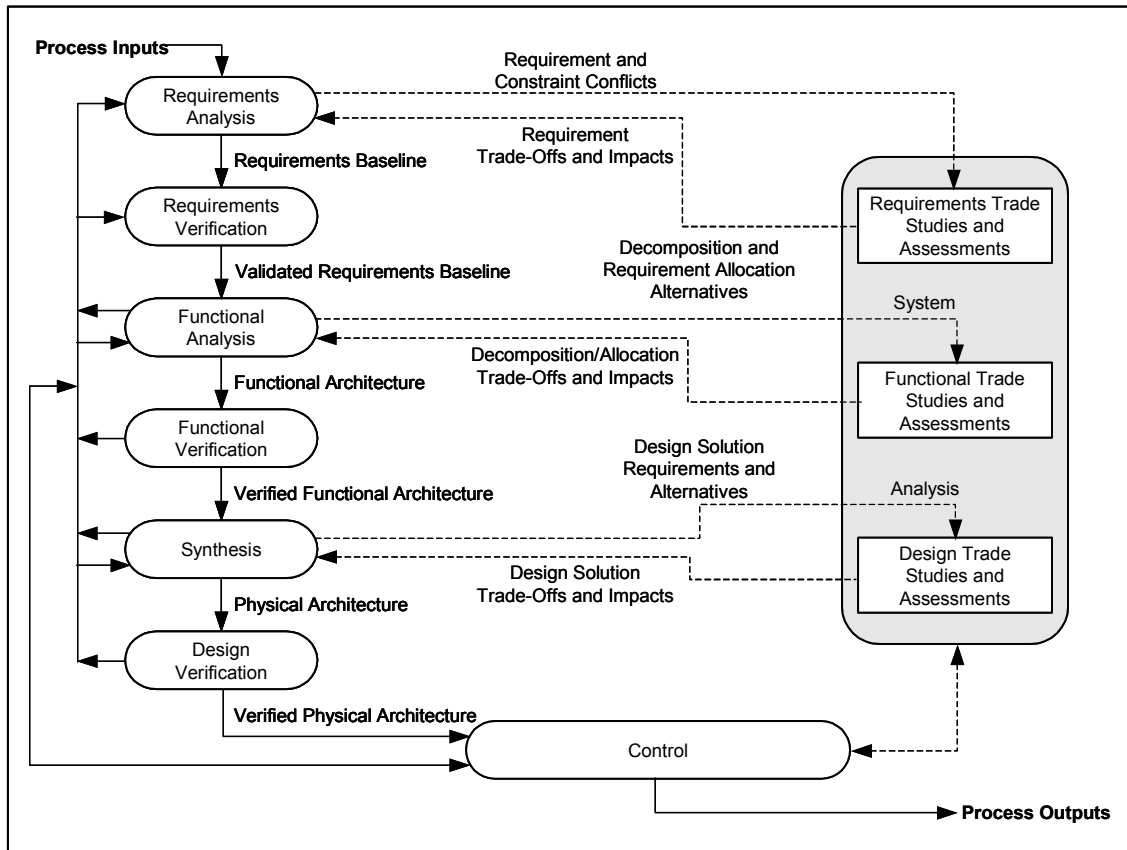 Process Inputs
Requirements
Analysis
Requirement and
Constraint Conflicts
Requirement
Trade-Offs and Impacts
Requirements Baseline
Requirements
Verification
Requirements Trade
Studies and
Assessments
Validated Requirements Baseline
Decomposition and
Requirement Allocation
Alternatives
System
Functional
Analysis
Decomposition/Allocation
Trade-Offs and Impacts
Functional Trade
Studies and
Assessments
Functional Architecture
Functional
Verification
Design Solution
Requirements and
Alternatives
Verified Functional Architecture
Analysis
Synthesis
Design Solution
Trade-Offs and Impacts
Design Trade
Studies and
Assessments
Physical Architecture
Design
Verification
Verified Physical Architecture
Control
Process Outputs